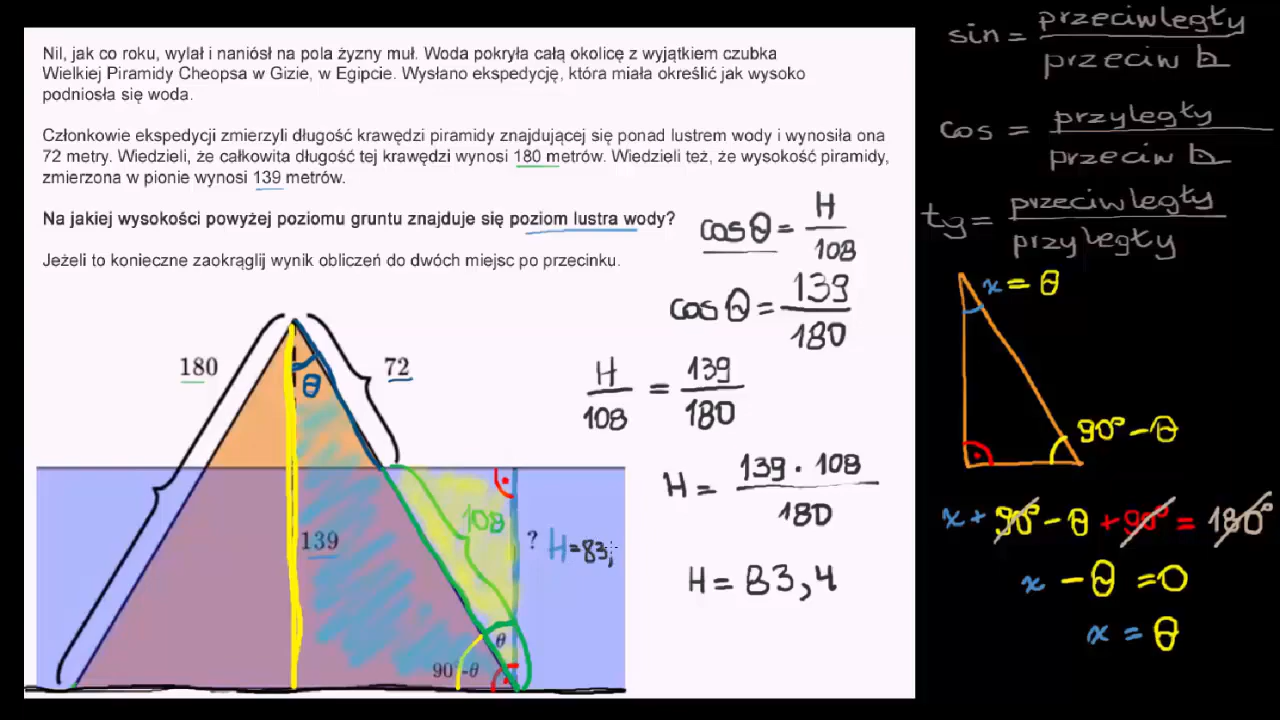 Nil, jak co roku, wylał i naniósł na pola żyzny muł. Woda pokryła całą okolicę z wyjątkiem czubka
Wielkiej Piramidy Cheopsa w Gizie, w Egipcie. Wysłano ekspedycję, która miała określić jak wysoko
podniosła się woda.
Członkowie ekspedycji zmierzyli długość krawędzi piramidy znajdującej się ponad lustrem wody i wynosiła ona
72 metry. Wiedzieli, że całkowita długość tej krawędzi wynosi 180 metrów. Wiedzieli też, że wysokość piramidy,
zmierzona w pionie wynosi 139 metrów.
Na jakiej wysokości powyżej poziomu gruntu znajduje się poziom lustra wody?
Jeżeli to konieczne zaokrąglij wynik obliczeń do dwóch miejsc po przecinku.
cosθ = H/108
cosθ = 139/180
H/108 = 139/180
H = 139 · 108/180
H = 83,4
180
72
θ
139
108
? H=83,
θ
90°-θ
sin = przeciwległy/przeciw
cos = przyległy/przeciw
tg = przeciwległy/przyległy
x = θ
90° - θ
x + 90° - θ + 90° = 180°
x - θ = 0
x = θ